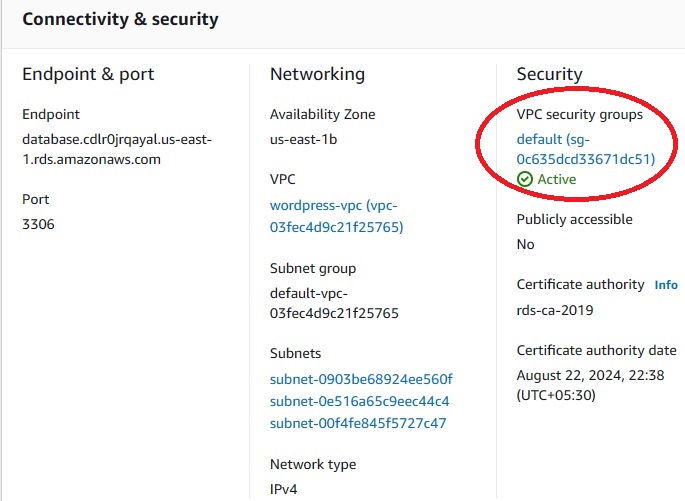 Connectivity & security
Endpoint & port
Endpoint
database.cdlr0jrqayal.us-east-
1.rds.amazonaws.com
Port
3306
Networking
Availability Zone
us-east-1b
VPC
wordpress-vpc (vpc-
03fec4d9c21f25765)
Subnet group
default-vpc-
03fec4d9c21f25765
Subnets
subnet-0903be68924ee560f
subnet-0e516a65c9eec44c4
subnet-00f4fe845f5727c47
Network type
IPv4
Security
VPC security groups
default (sg-
0c635dcd33671dc51)
Active
Publicly accessible
No
Certificate authority Info
rds-ca-2019
Certificate authority date
August 22, 2024, 22:38
(UTC+05:30)